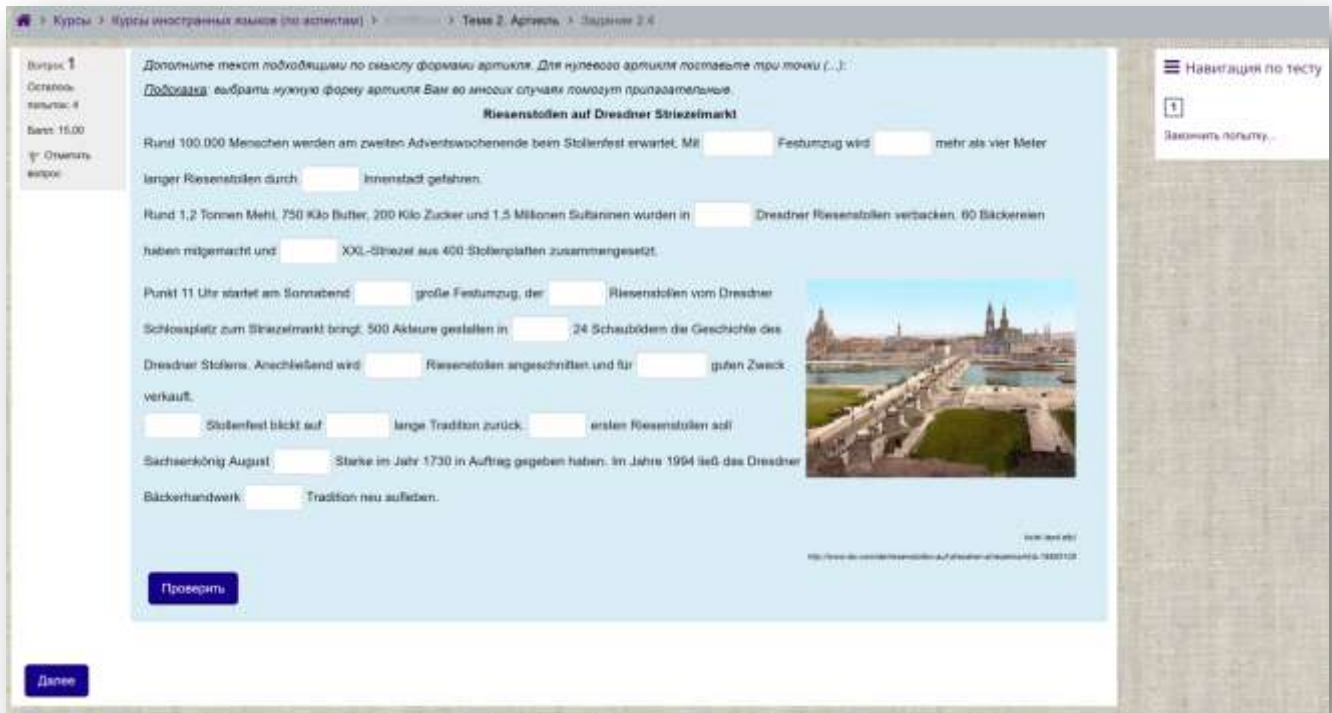 Курсы > Курсы иностранных языков (по аспектам) > > Тема 2. Артикль > Задание 2.4
Вопрос 1
Осталось
попыток: 4
Балл: 15,00
Отметить
вопрос
Дополните текст подходящими по смыслу формами артикля. Для нулевого артикля поставьте три точки (...):
Подсказка: выбрать нужную форму артикля Вам во многих случаях помогут прилагательные.
Riesenstollen auf Dresdner Striezelmarkt
Rund 100.000 Menschen werden am zweiten Adventswochenende beim Stollenfest erwartet. Mit Festumzug wird mehr als vier Meter
langer Riesenstollen durch Innenstadt gefahren.
Rund 1,2 Tonnen Mehl, 750 Kilo Butter, 200 Kilo Zucker und 1,5 Millionen Sultaninen wurden in Dresdner Riesenstollen verbacken. 60 Bäckereien
haben mitgemacht und XXL-Striezel aus 400 Stollenplatten zusammengesetzt.
Punkt 11 Uhr startet am Sonnabend große Festumzug, der Riesenstollen vom Dresdner
Schlossplatz zum Striezelmarkt bringt. 500 Akteure gestalten in 24 Schaubildern die Geschichte des
Dresdner Stollens. Anschließend wird Riesenstollen angeschnitten und für guten Zweck
verkauft.
Stollenfest blickt auf lange Tradition zurück. ersten Riesenstollen soll
Sachsenkönig August Starke im Jahr 1730 in Auftrag gegeben haben. Im Jahre 1994 ließ das Dresdner
Bäckerhandwerk Tradition neu aufleben.
Проверить
Далее
Навигация по тесту
1
Закончить попытку...